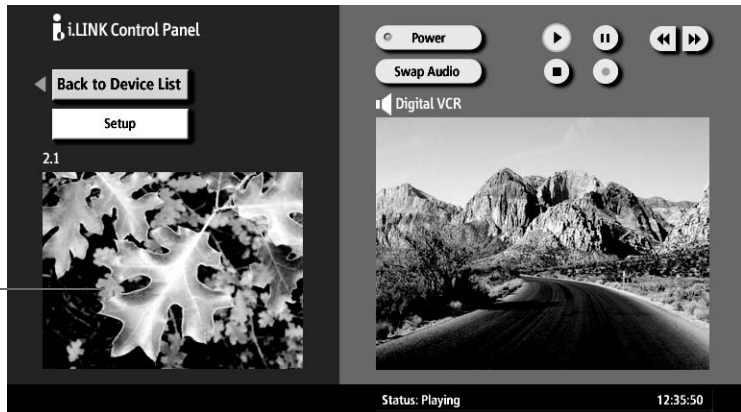 i.LINK Control Panel
Back to Device List
Setup
2.1
Power
Swap Audio
Digital VCR
Status: Playing
12:35:50